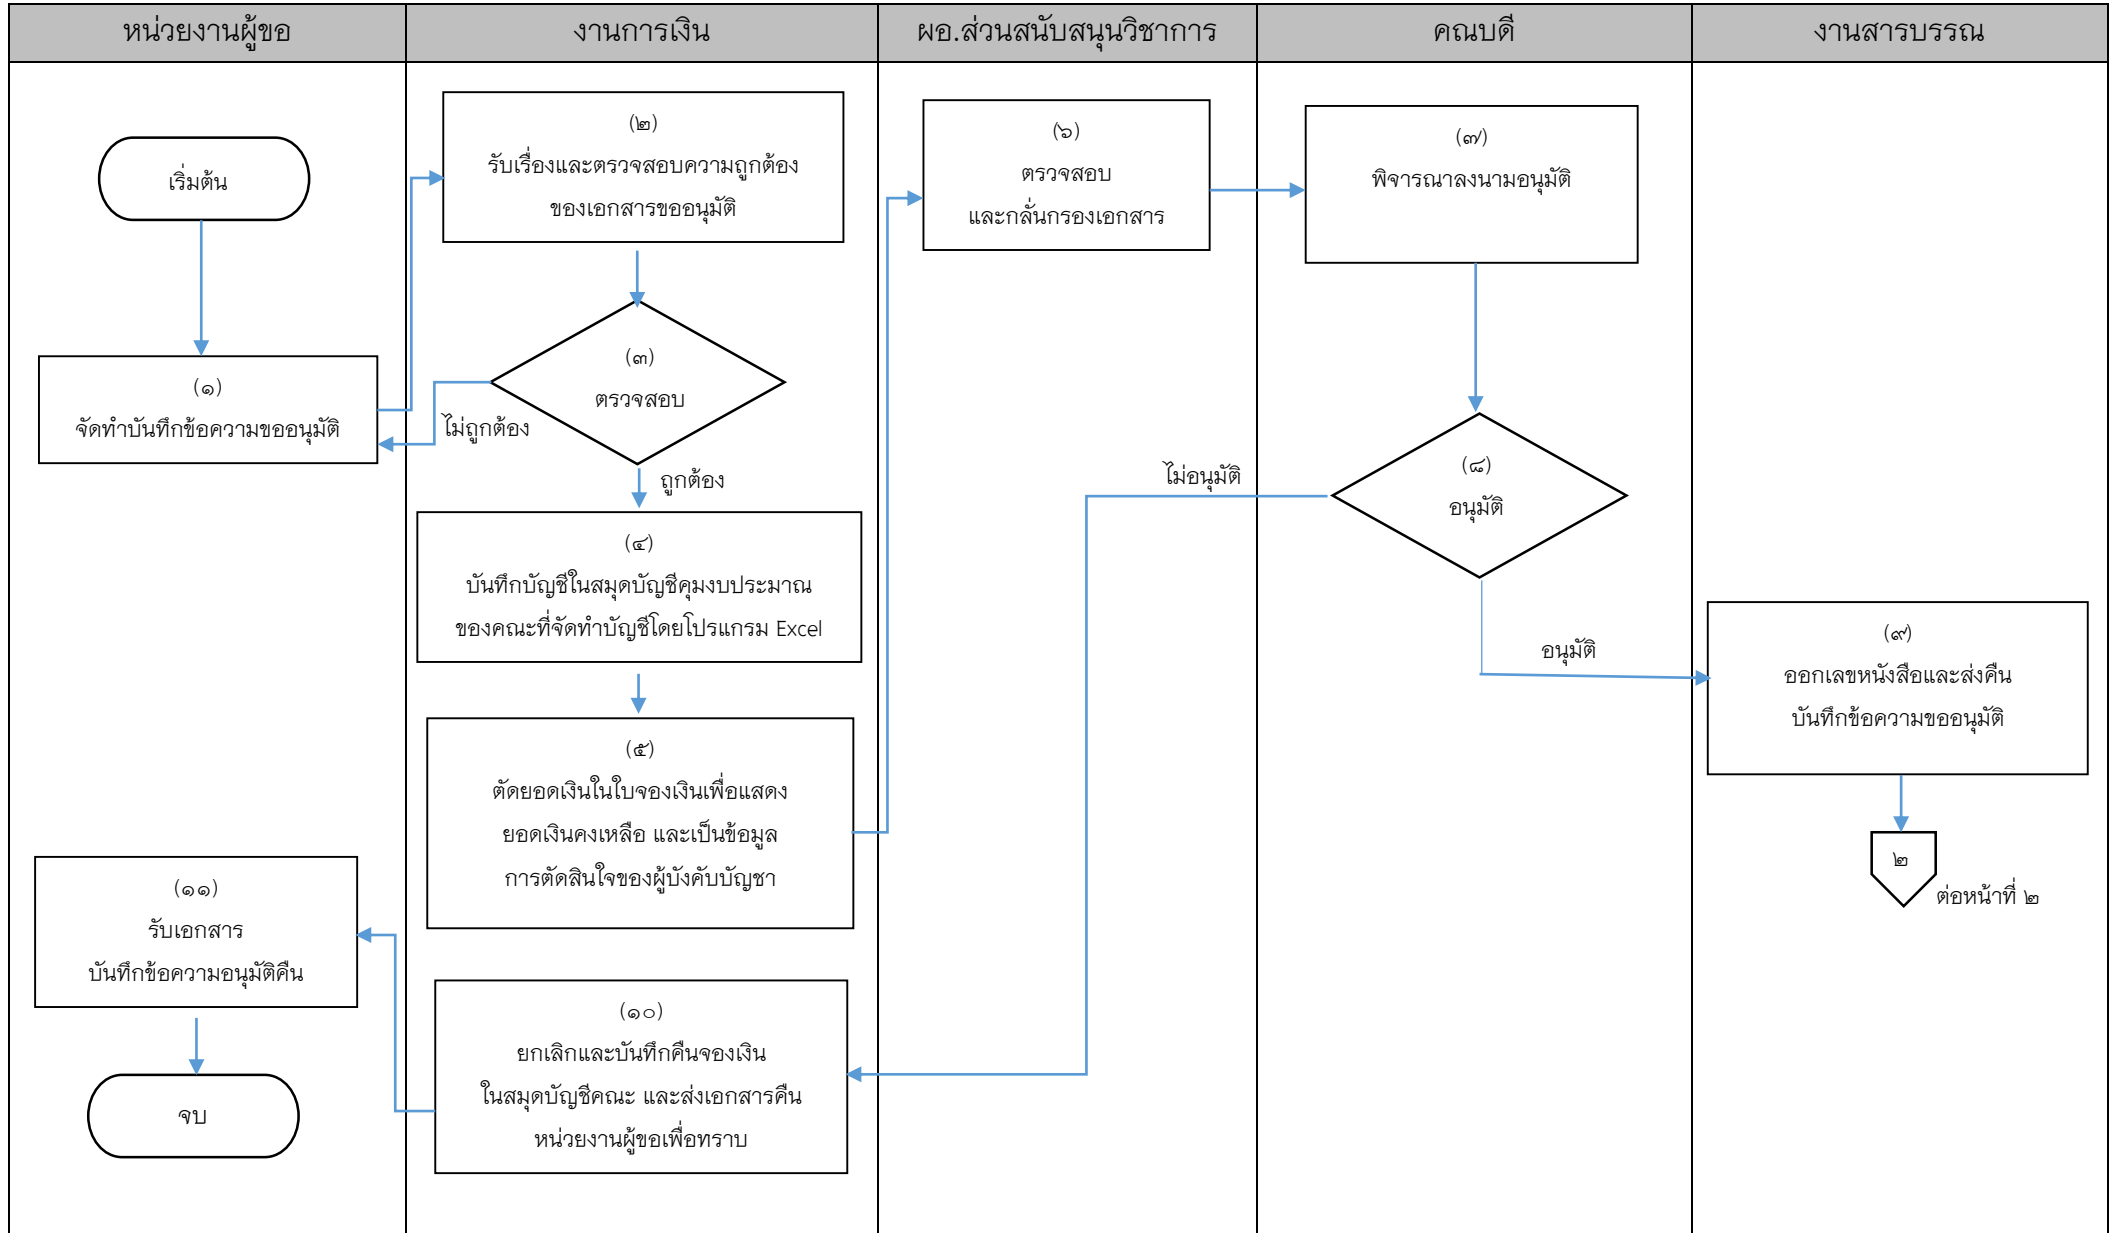 หน่วยงานผู้ขอ
งานการเงิน
ผอ.ส่วนสนับสนุนวิชาการ
คณบดี
งานสารบรรณ
เริ่มต้น
(๑)
จัดทำบันทึกข้อความขออนุมัติ
(๒)
รับเรื่องและตรวจสอบความถูกต้อง
ของเอกสารขออนุมัติ
(๓)
ตรวจสอบ
ไม่ถูกต้อง
ถูกต้อง
(๔)
บันทึกบัญชีในสมุดบัญชีคุมงบประมาณ
ของคณะที่จัดทำบัญชีโดยโปรแกรม Excel
(๕)
ตัดยอดเงินในใบจองเงินเพื่อแสดง
ยอดเงินคงเหลือ และเป็นข้อมูล
การตัดสินใจของผู้บังคับบัญชา
(๖)
ตรวจสอบ
และกลั่นกรองเอกสาร
(๗)
พิจารณาลงนามอนุมัติ
(๘)
อนุมัติ
ไม่อนุมัติ
อนุมัติ
(๙)
ออกเลขหนังสือและส่งคืน
บันทึกข้อความขออนุมัติ
๒
ต่อหน้าที่ ๒
(๑๐)
ยกเลิกและบันทึกคืนจองเงิน
ในสมุดบัญชีคณะ และส่งเอกสารคืน
หน่วยงานผู้ขอเพื่อทราบ
(๑๑)
รับเอกสาร
บันทึกข้อความอนุมัติคืน
จบ